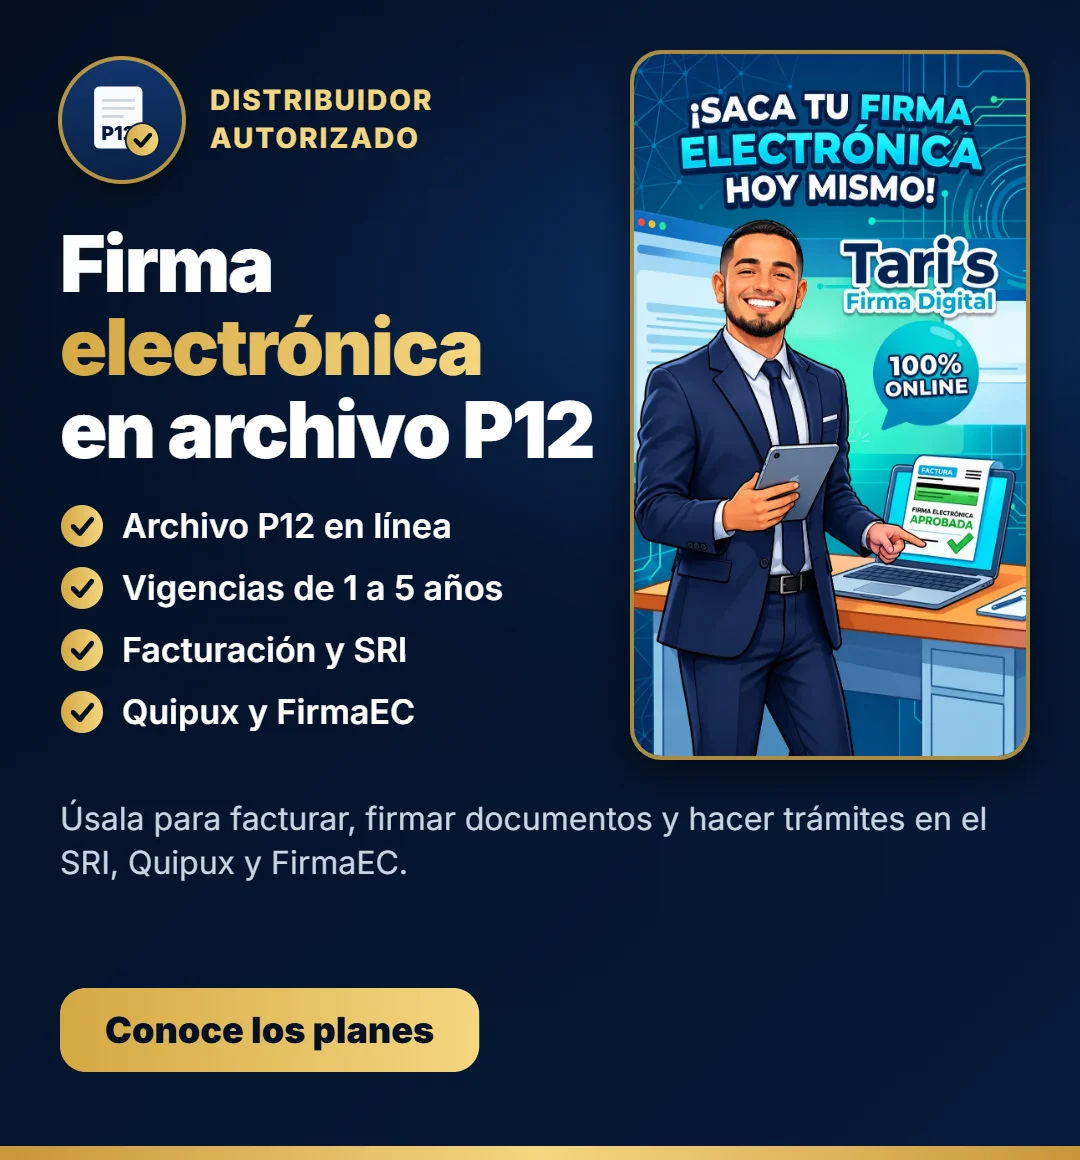 P12
DISTRIBUIDOR
AUTORIZADO
Firma
electrónica
en archivo P12
Archivo P12 en línea
Vigencias de 1 a 5 años
Facturación y SRI
Quipux y FirmaEC
¡SACA TU FIRMA
ELECTRÓNICA
HOY MISMO!
Tari's
Firma Digital
100%
ONLINE
FACTURA
FIRMA ELECTRÓNICA
APROBADA
Úsala para facturar, firmar documentos y hacer trámites en el
SRI, Quipux y FirmaEC.
Conoce los planes